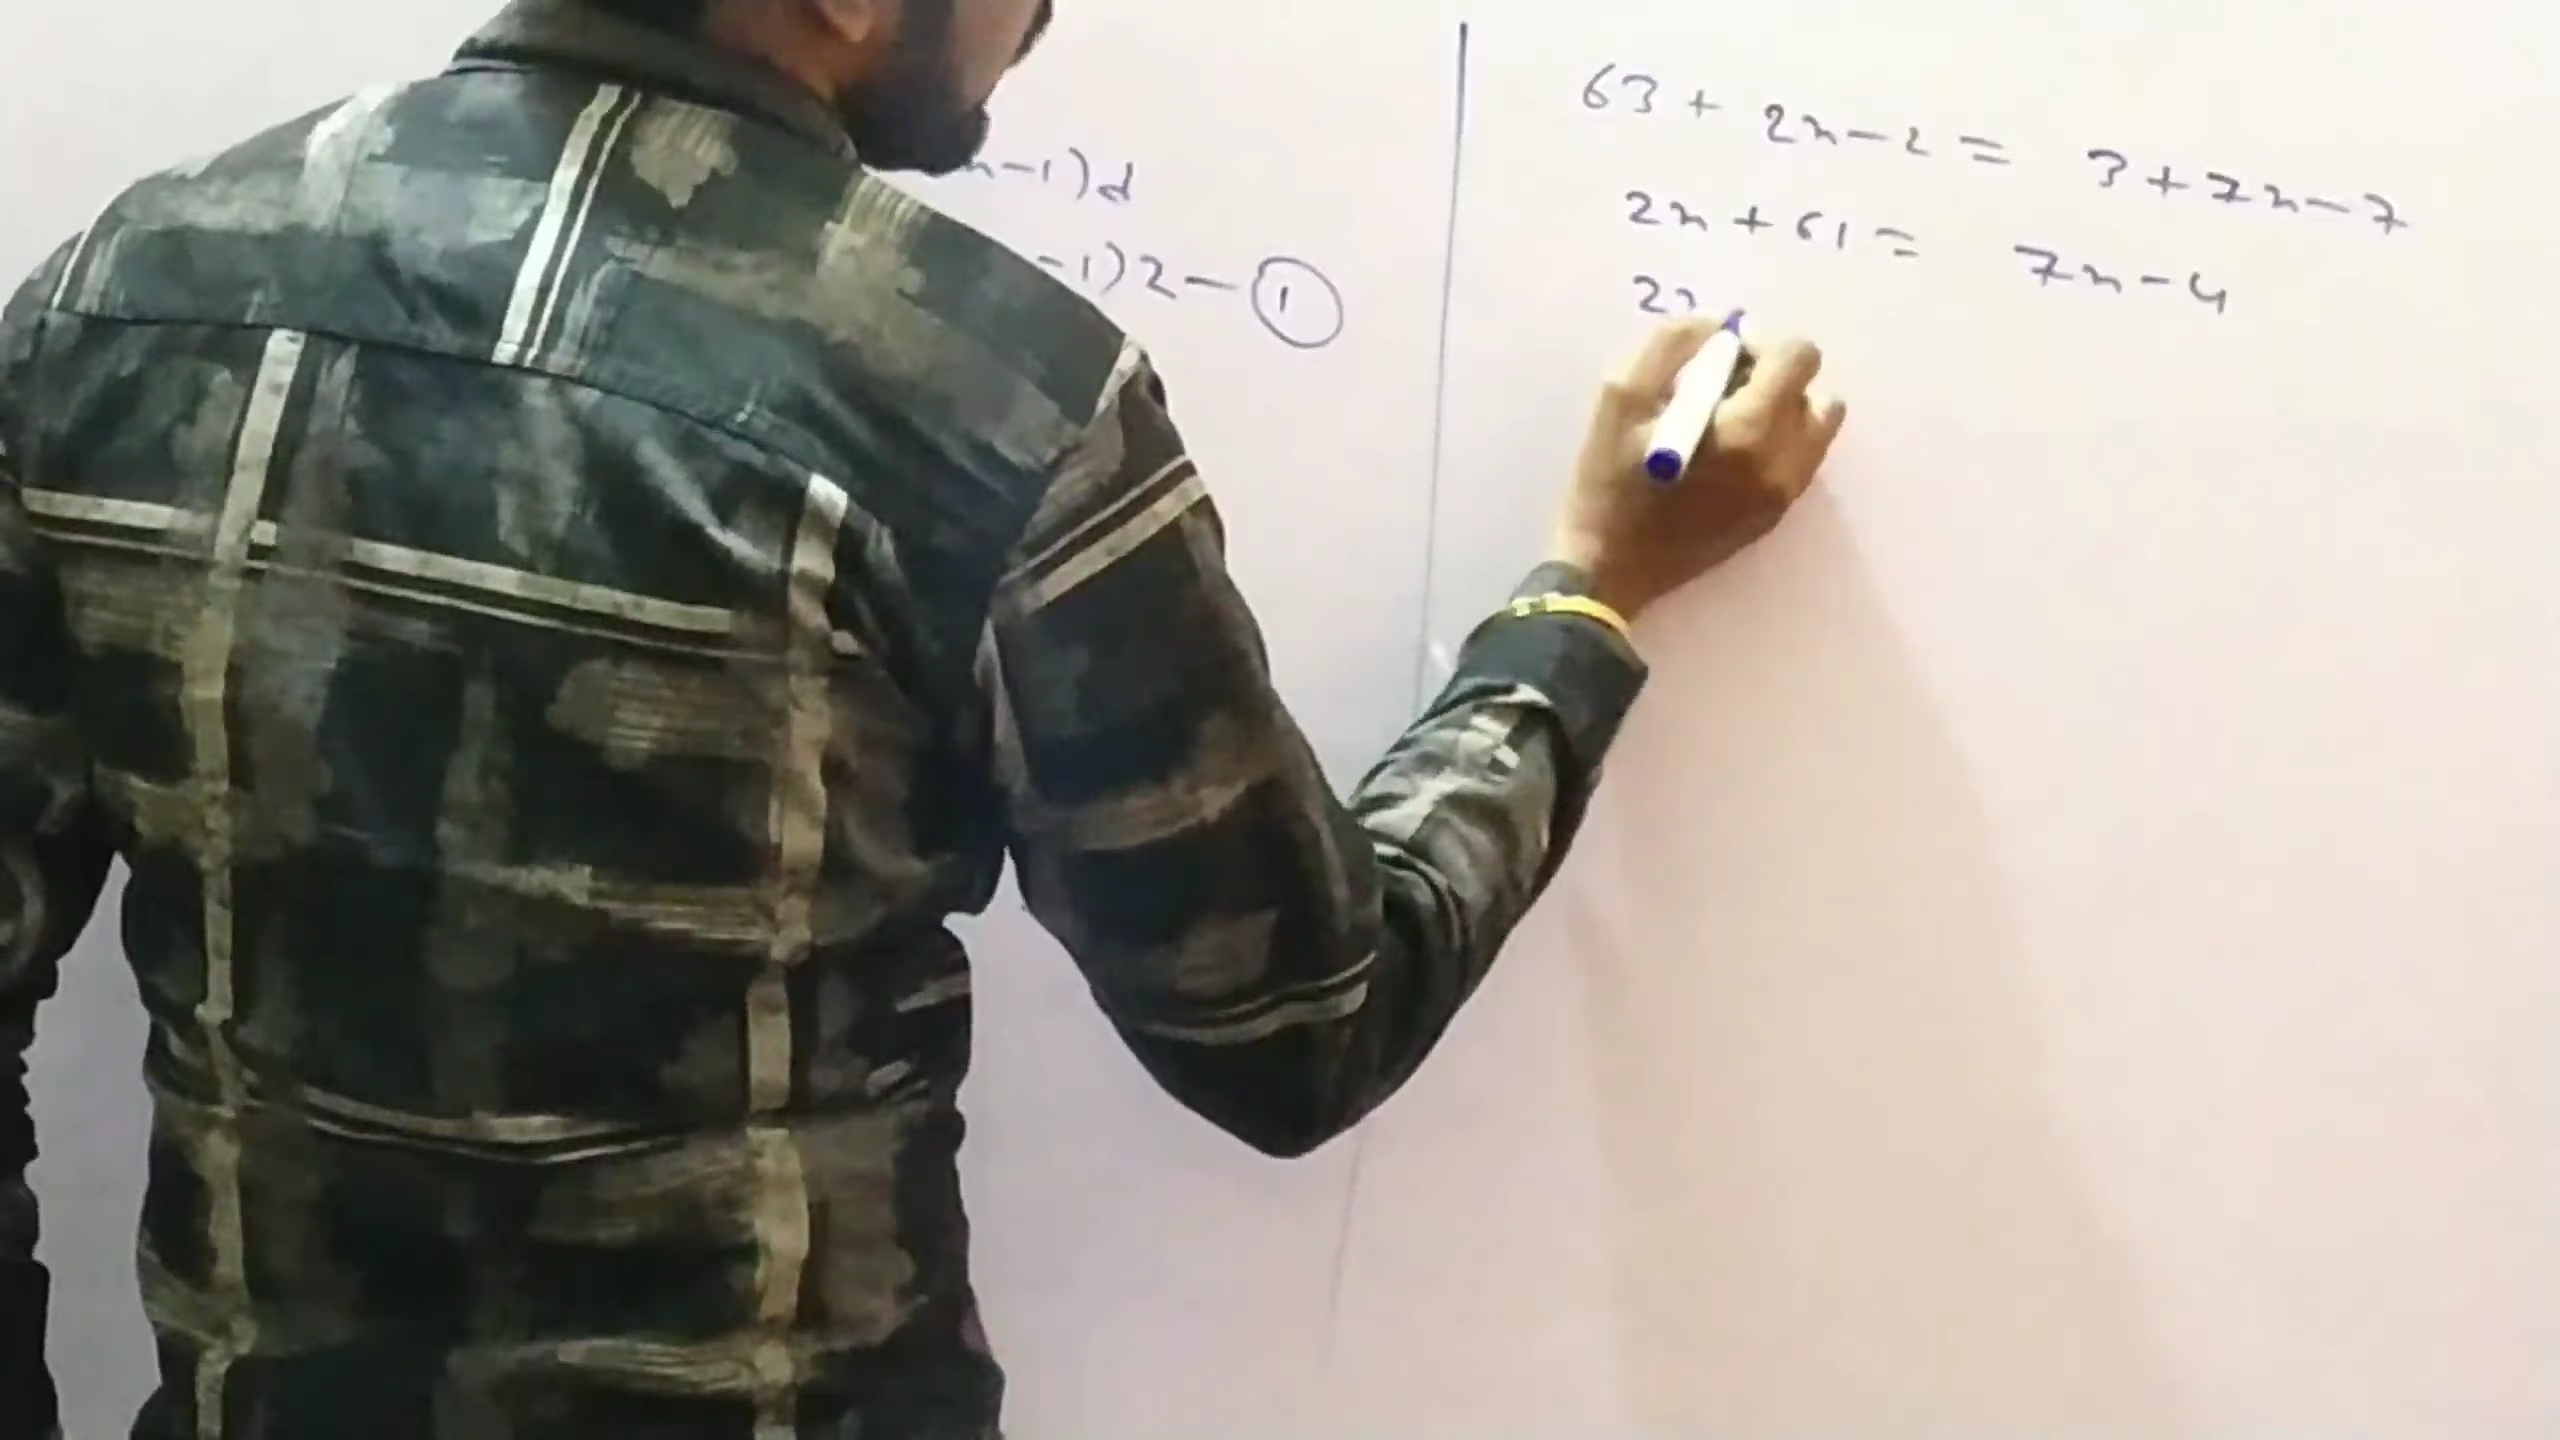 n-1)d
-1)2-①
63 + 2n-2 = 3+7n-7
2n + 61 = 7n-4
2n